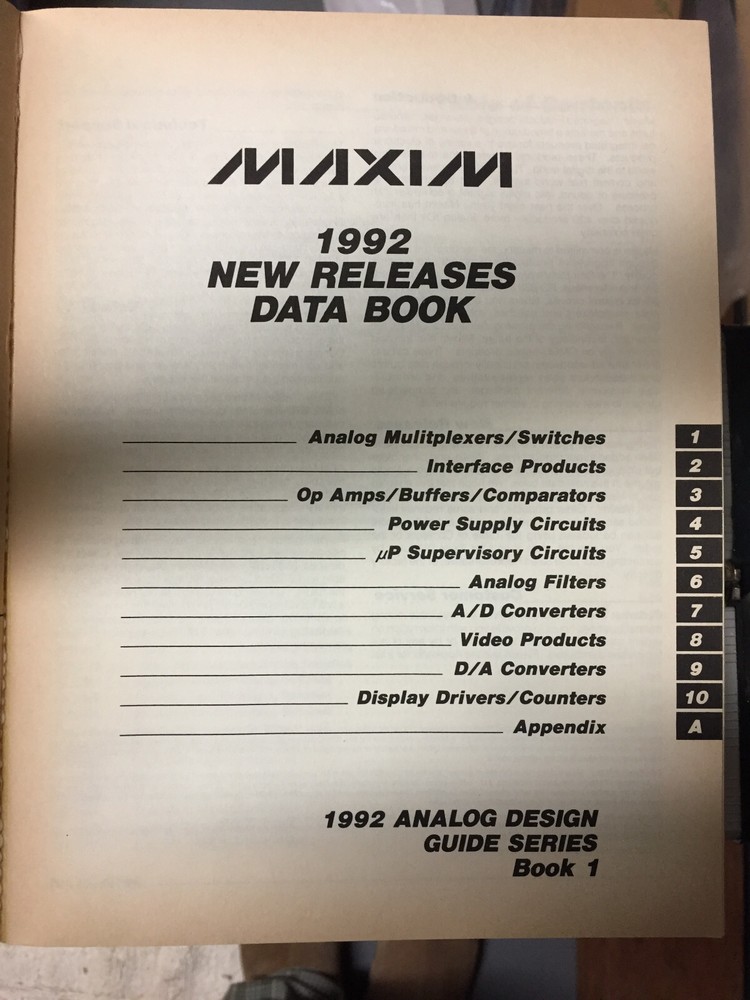 MAXIM
1992
NEW RELEASES
DATA BOOK
Analog Mulitplexers/Switches 1
Interface Products 2
Op Amps/Buffers/Comparators 3
Power Supply Circuits 4
µP Supervisory Circuits 5
Analog Filters 6
A/D Converters 7
Video Products 8
D/A Converters 9
Display Drivers/Counters 10
Appendix A
1992 ANALOG DESIGN
GUIDE SERIES
Book 1